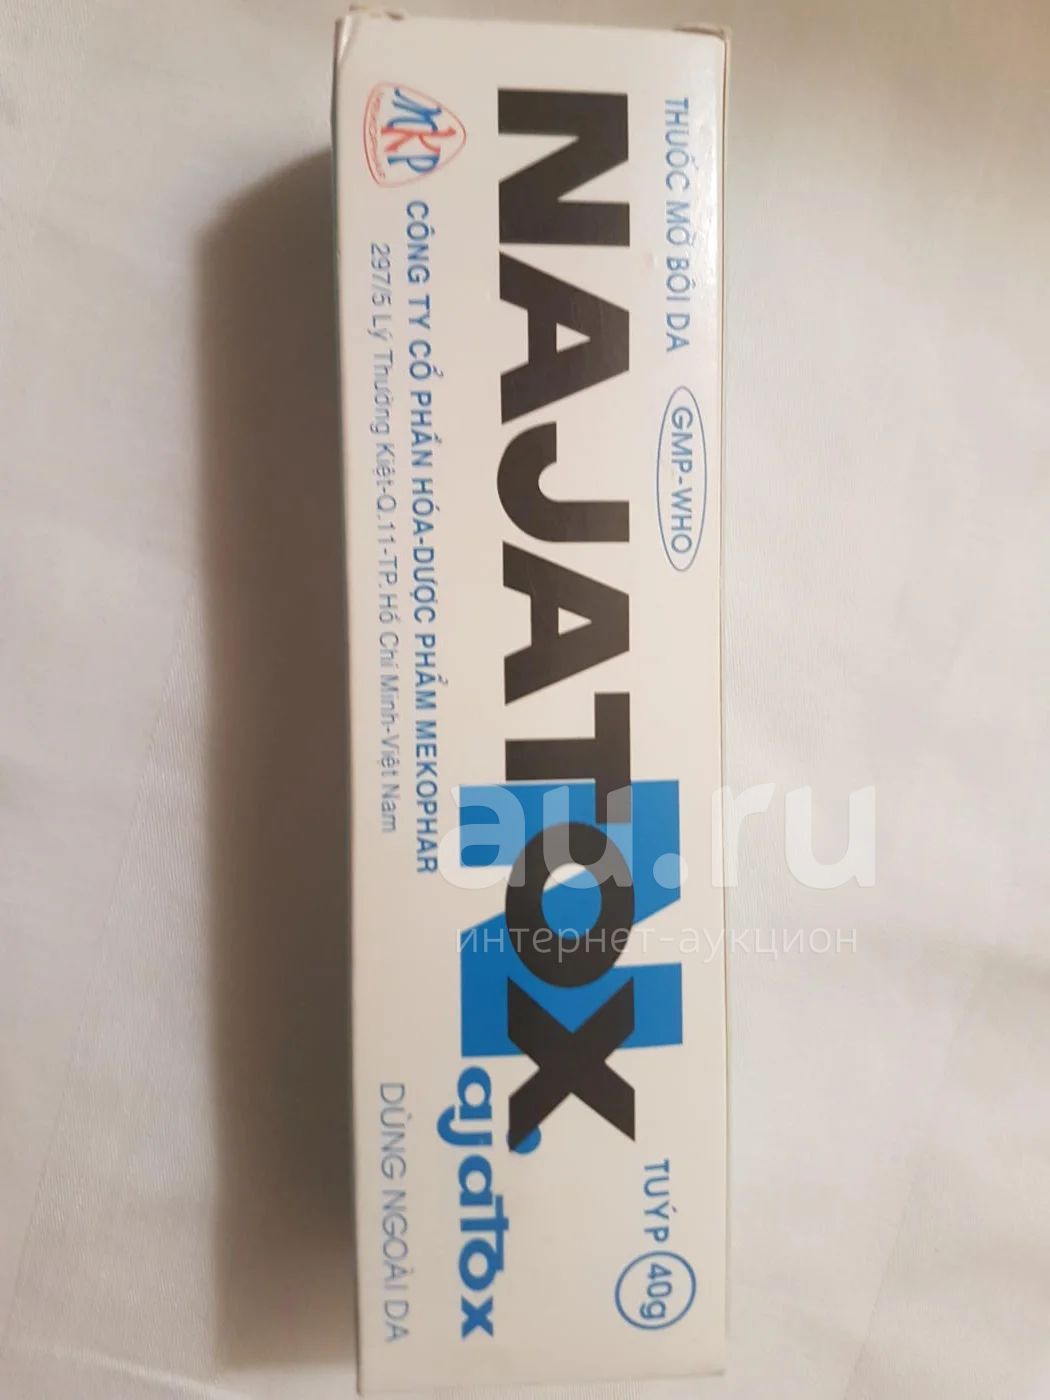 THUỐC MỠ BÔI DA
GMP-WHO
NAJATOX
TUÝP 40g
ajatox
MKP
CÔNG TY CỔ PHẦN HÓA-DƯỢC PHẨM MEKOPHAR
297/5 Lý Thường Kiệt-Q.11-TP. Hồ Chí Minh-Việt Nam
DÙNG NGOÀI DA
au.ru
интернет-аукцион